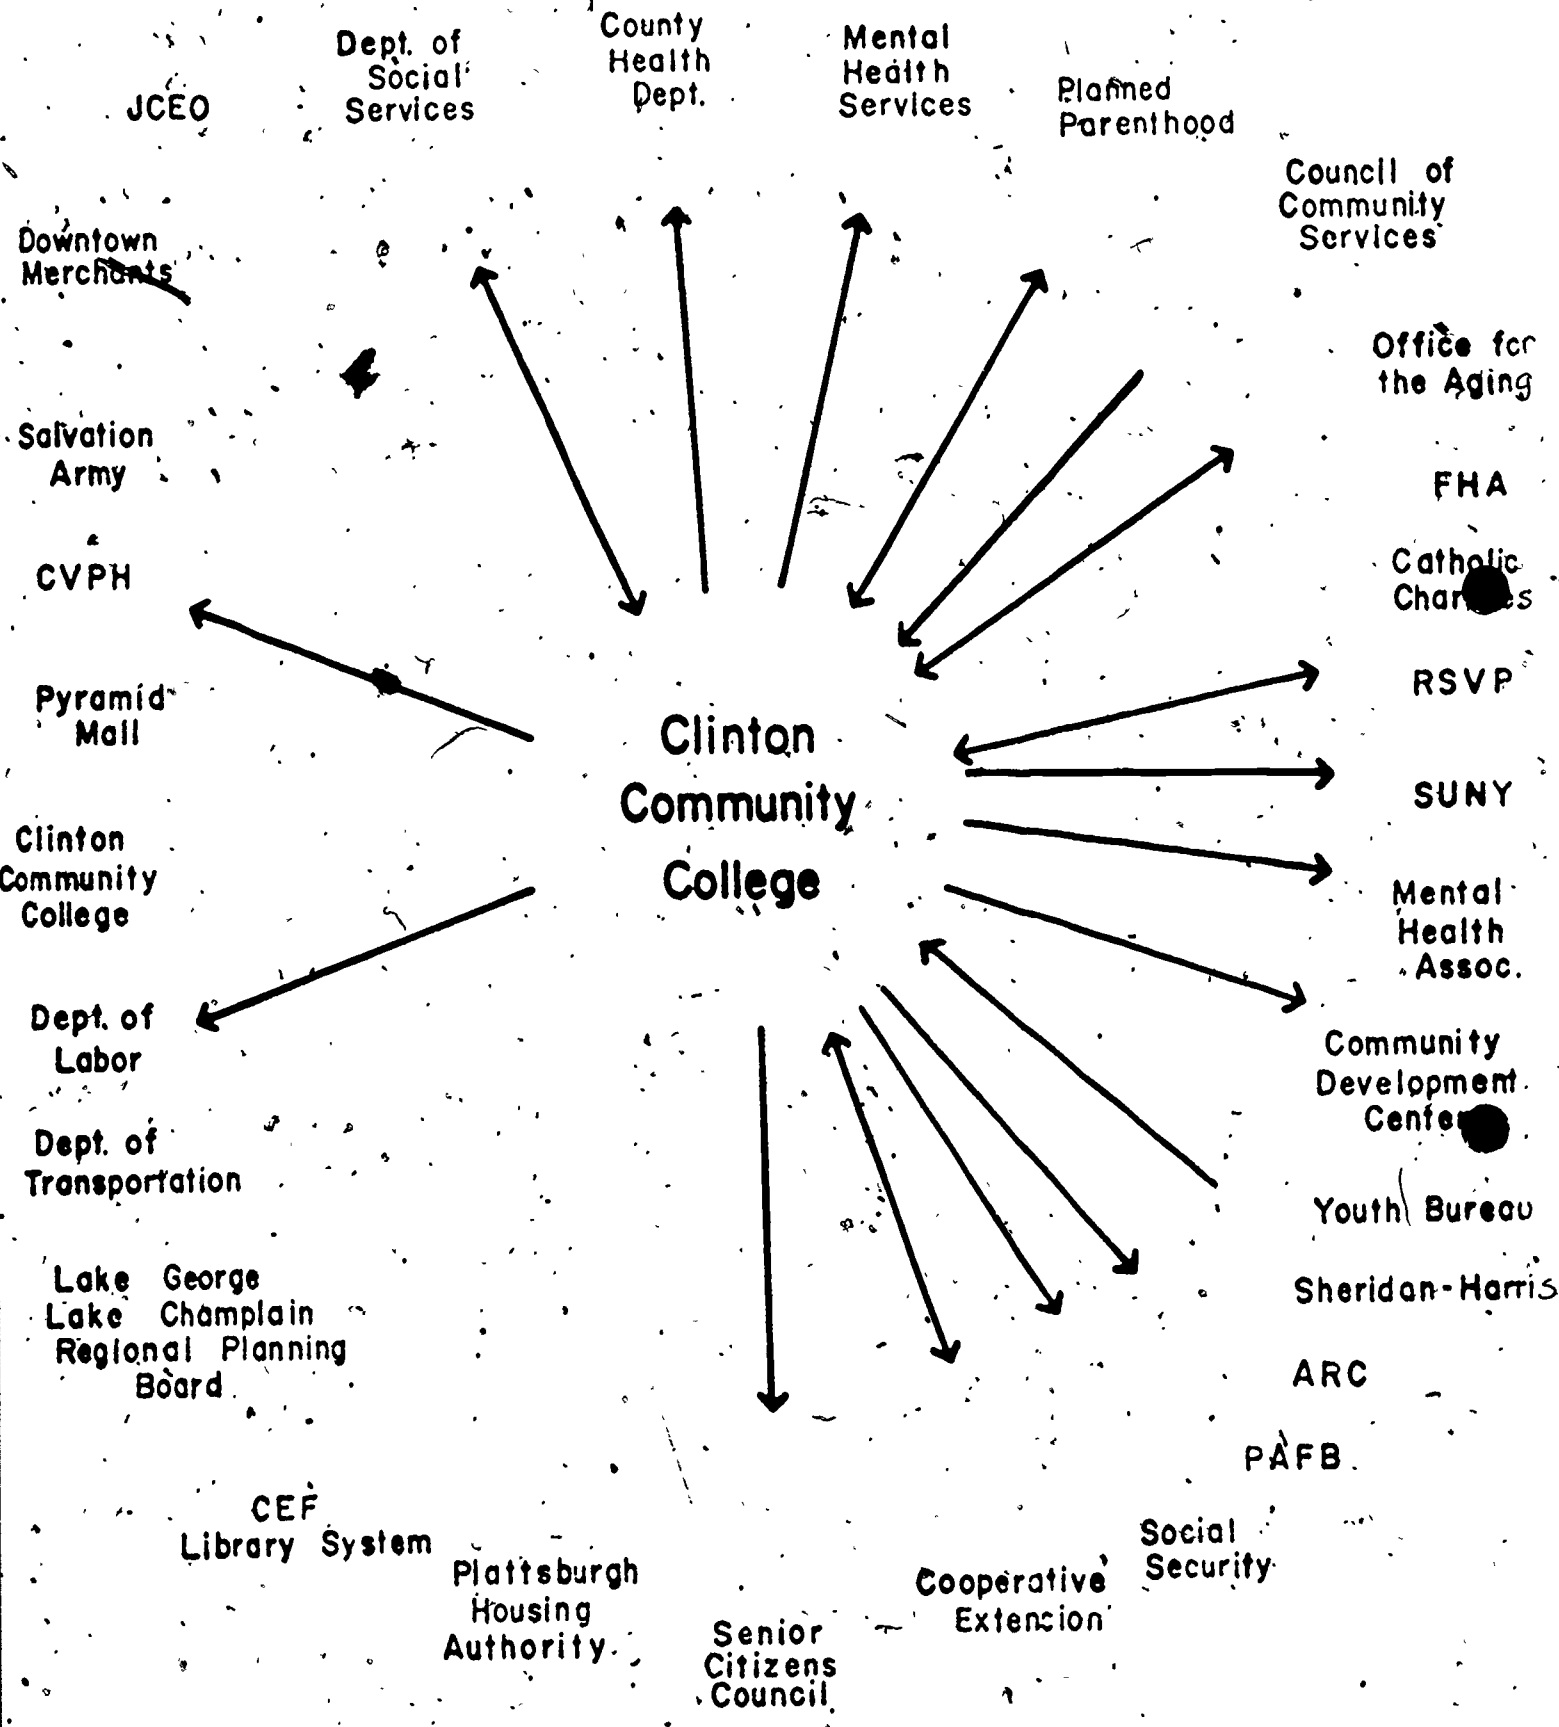 County
Health
Dept.
Dept. of
Social
Services
Mental
Health
Services
JCEO
Planned
Parenthood
Council of
Community
Services
Downtown
Merchants
Office for
the Aging
Salvation
Army
FHA
CVPH
Catholic
RSVP
Pyramid
Mall
Clinton
Community
College
SUNY
Clinton
Community
College
Mental
Health
Assoc.
Dept. of
Labor
Community
Development
Center
Dept. of
Transportation
Youth Bureau
Lake George
Lake Champlain
Regional Planning
Board
Sheridan-Harris
ARC
PAFB
CEF
Library System
Social
Security
Plattsburgh
Housing
Authority
Cooperative
Extension
Senior
Citizens
Council